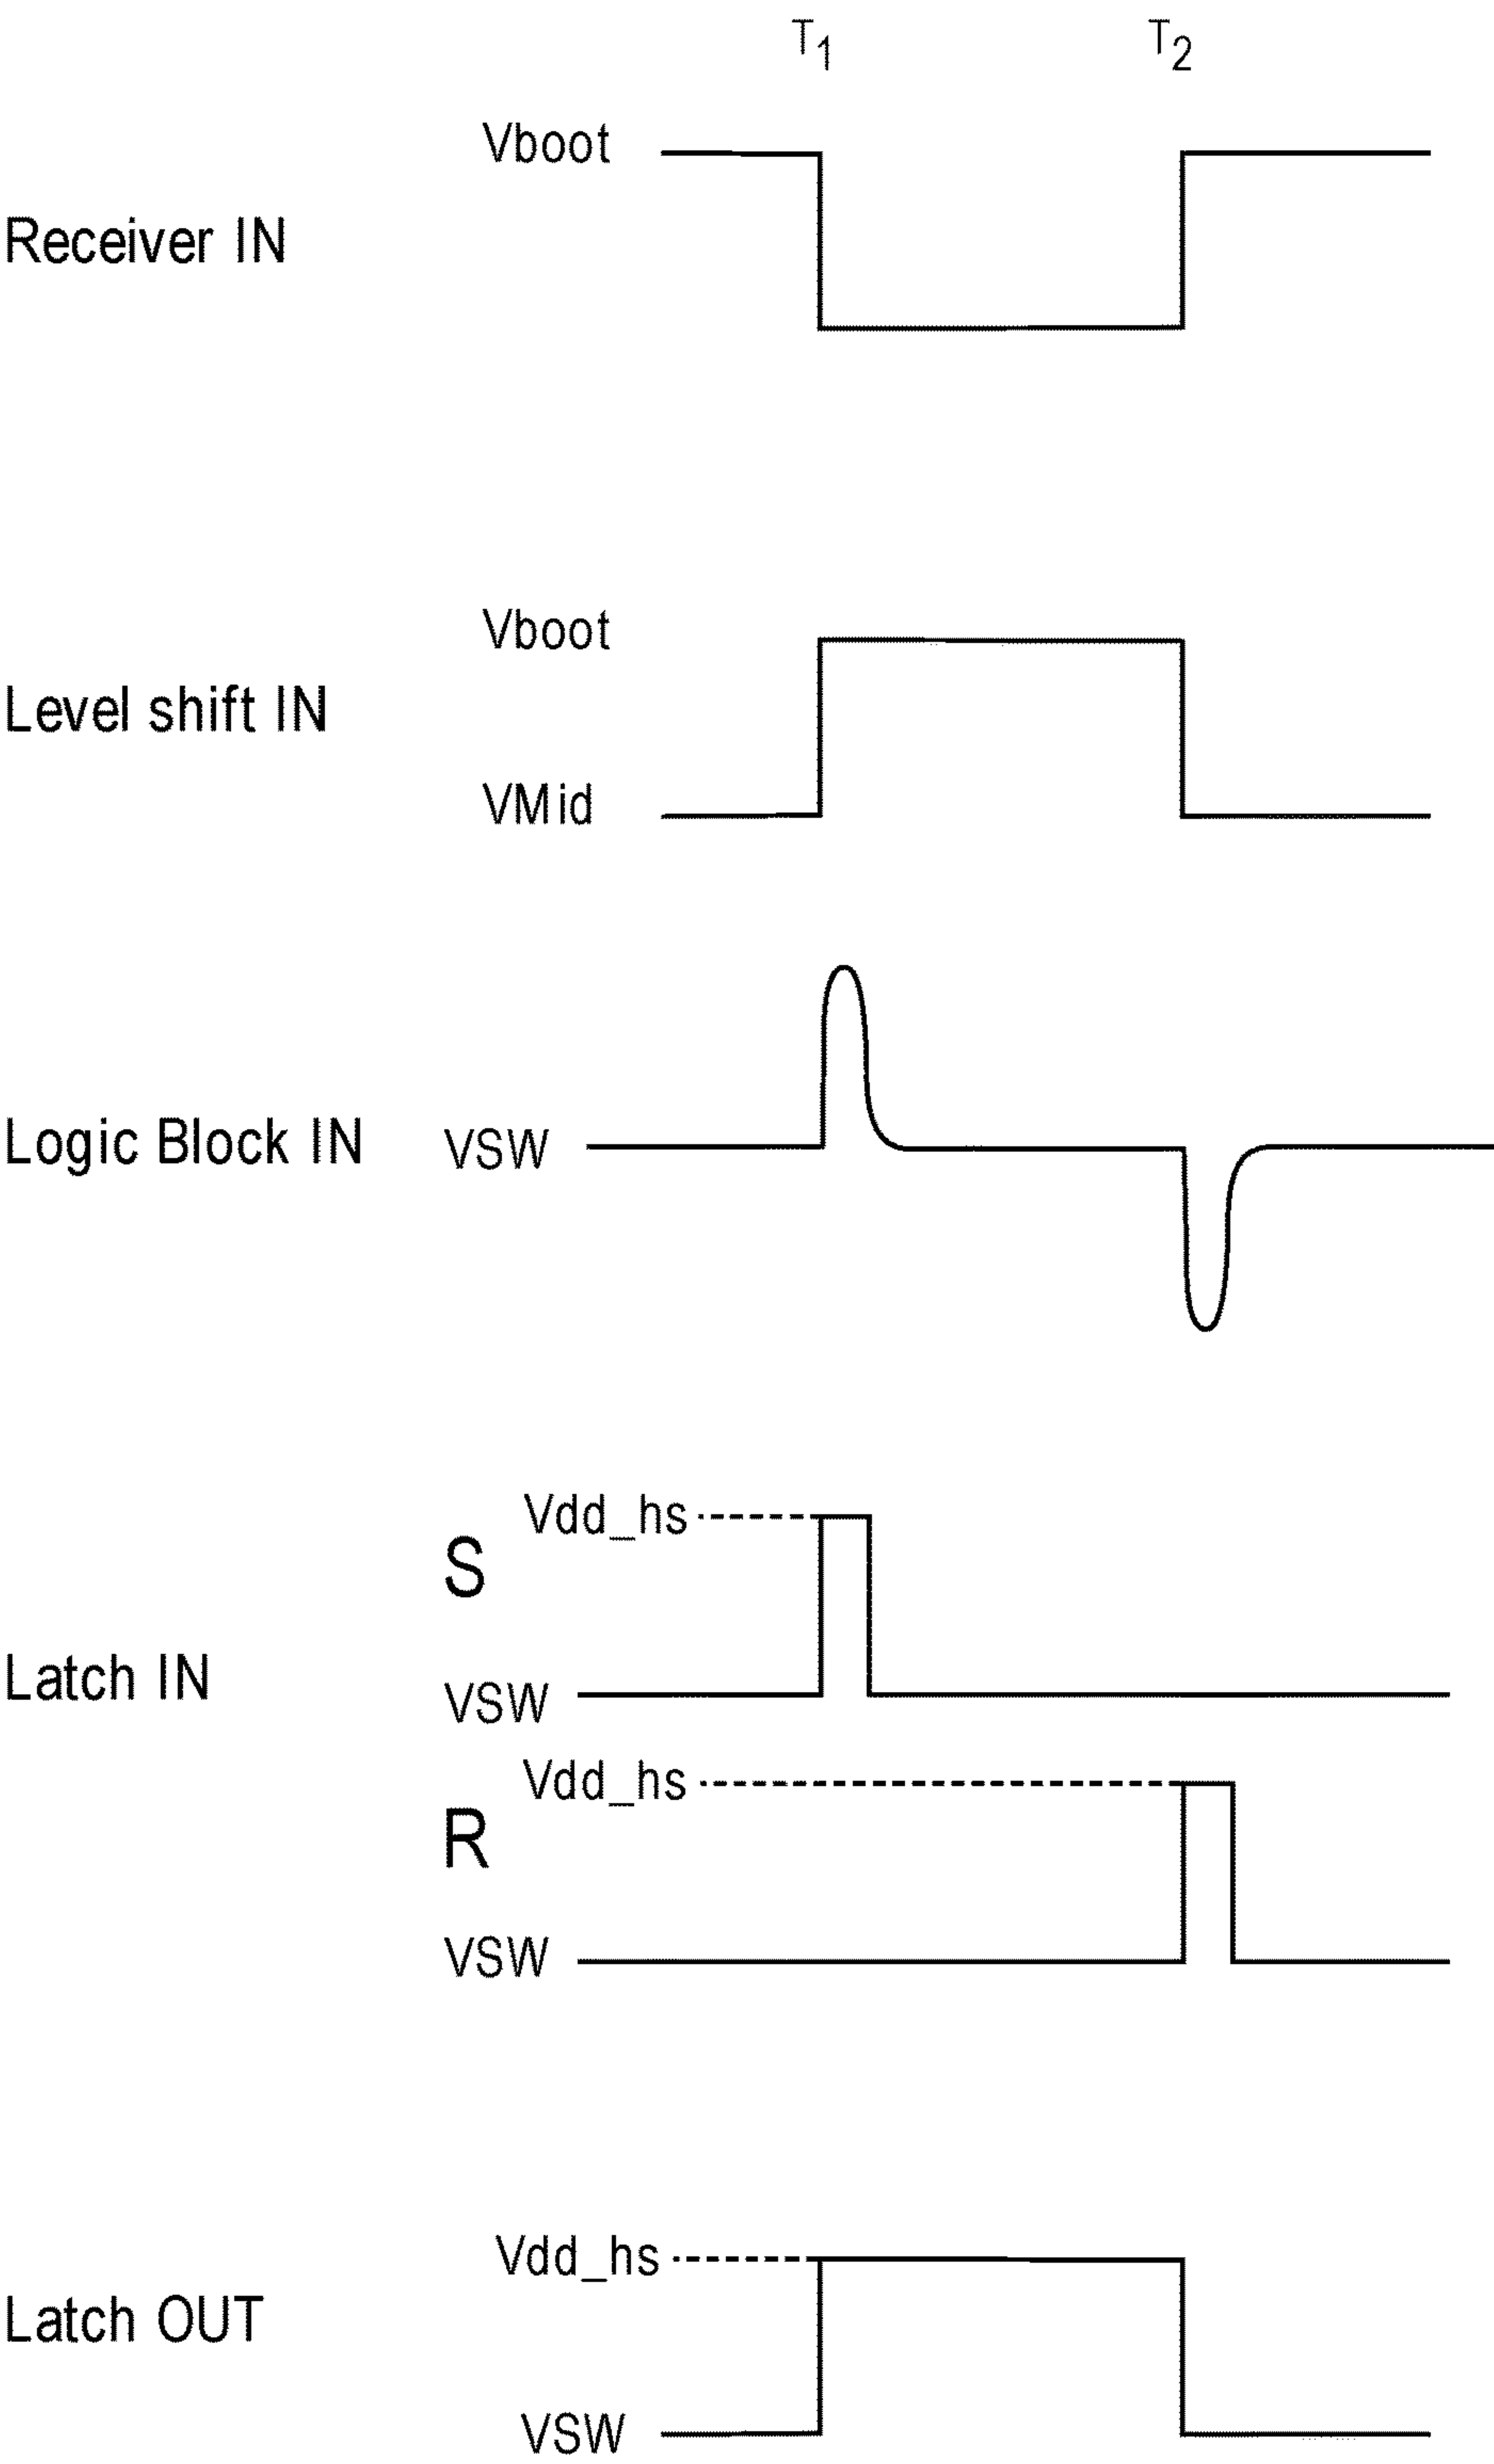 T1 T2
Vboot
Receiver IN
Vboot
Level shift IN
VMid
Logic Block IN VSW
Vdd_hs
S
Latch IN
VSW
Vdd_hs
R
VSW
Vdd_hs
Latch OUT
VSW